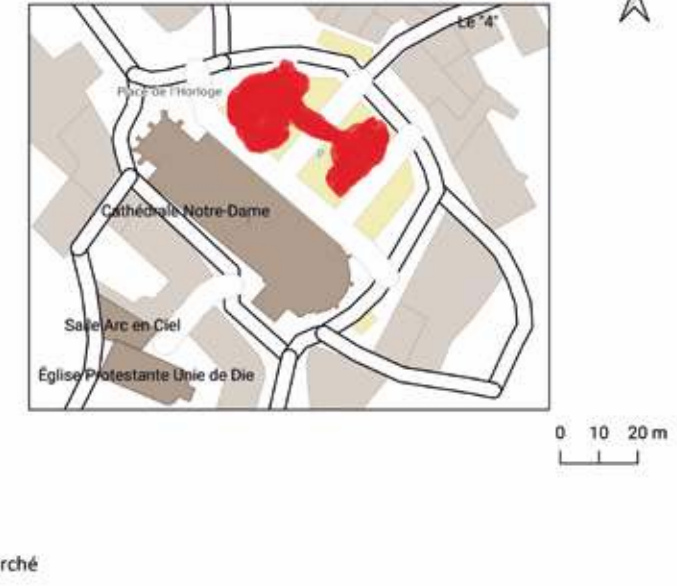 Le "4"
Place de l'Horloge
Cathédrale Notre-Dame
Salle Arc en Ciel
Église Protestante Unie de Die
0 10 20 m
rché